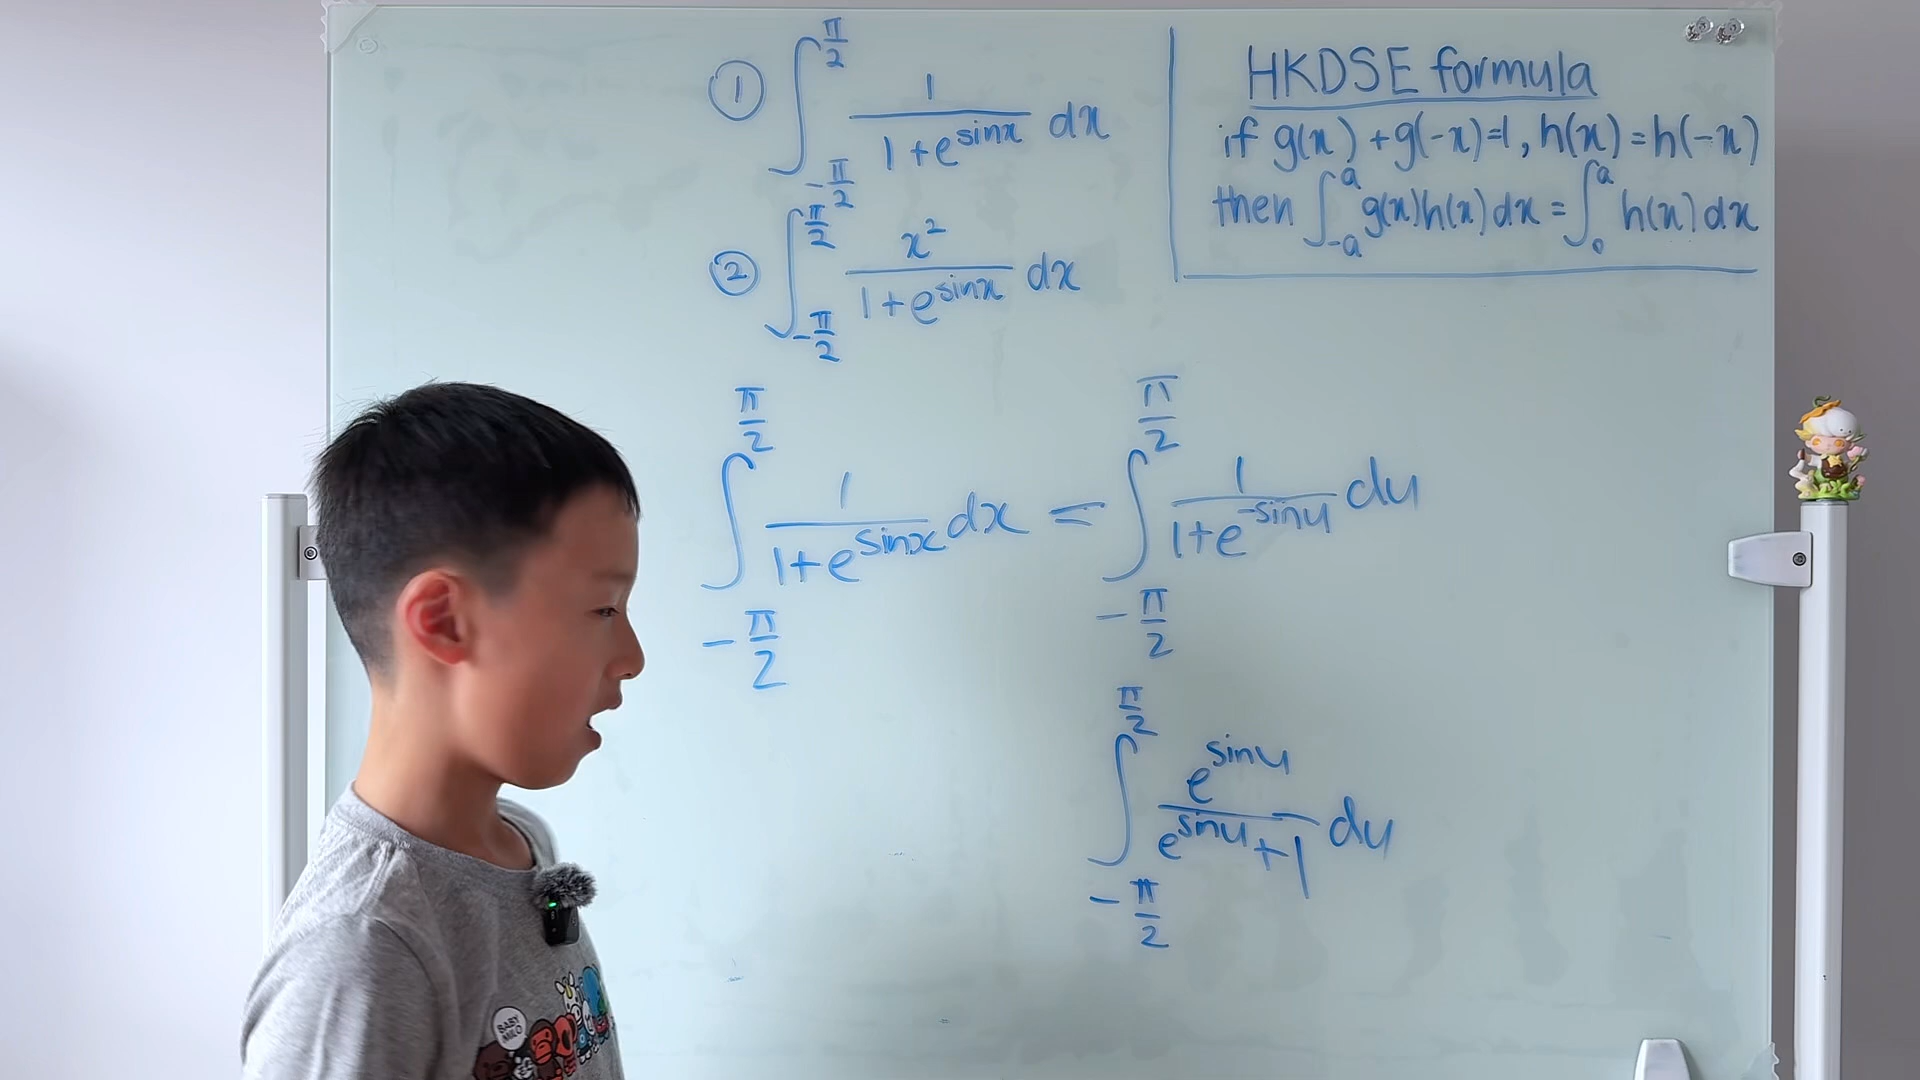 ① ∫_{-π/2}^{π/2} 1/(1+e^{sinx}) dx
② ∫_{-π/2}^{π/2} x²/(1+e^{sinx}) dx
HKDSE formula
if g(x)+g(-x)=1, h(x)=h(-x)
then ∫_{-a}^{a} g(x)h(x)dx = ∫_{0}^{a} h(x)dx
∫_{-π/2}^{π/2} 1/(1+e^{sinx}) dx = ∫_{-π/2}^{π/2} 1/(1+e^{-sinu}) du
∫_{-π/2}^{π/2} e^{sinu}/(e^{sinu}+1) du
BABY
MILO